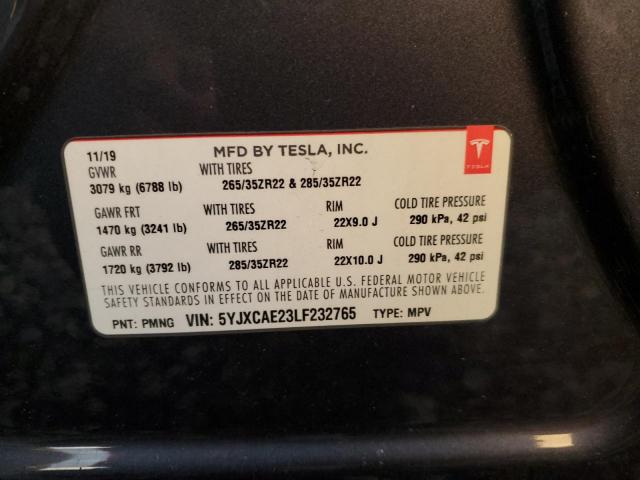 11/19 MFD BY TESLA, INC.
TESLA
GVWR WITH TIRES
3079 kg (6788 lb) 265/35ZR22 & 285/35ZR22
GAWR FRT WITH TIRES RIM COLD TIRE PRESSURE
1470 kg (3241 lb) 265/35ZR22 22X9.0 J 290 kPa, 42 psi
GAWR RR WITH TIRES RIM COLD TIRE PRESSURE
1720 kg (3792 lb) 285/35ZR22 22X10.0 J 290 kPa, 42 psi
THIS VEHICLE CONFORMS TO ALL APPLICABLE U.S. FEDERAL MOTOR VEHICLE
SAFETY STANDARDS IN EFFECT ON THE DATE OF MANUFACTURE SHOWN ABOVE.
PNT: PMNG VIN: 5YJXCAE23LF232765 TYPE: MPV